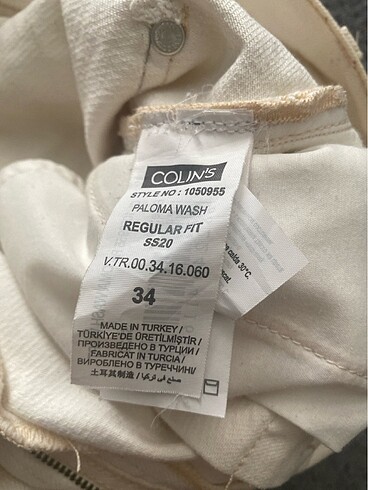 COLIN'S
STYLE NO : 1050955
PALOMA WASH
REGULAR FIT
SS20
V.TR.00.34.16.060
34
MADE IN TURKEY /
TÜRKİYE'DE ÜRETİLMİŞTİR /
ПРОИЗВЕДЕНО В ТУРЦИИ /
FABRICAT IN TURCIA /
ВИРОБЛЕНО В ТУРЕЧЧИНІ /
土耳其制造 / صنع في تركيا
30°C.